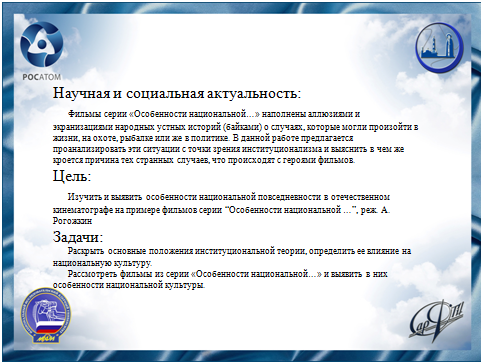 РОСАТОМ
Научная и социальная актуальность:
Фильмы серии «Особенности национальной…» наполнены аллюзиями и
экранизациями народных устных историй (байками) о случаях, которые могли произойти в
жизни, на охоте, рыбалке или же в политике. В данной работе предлагается
проанализировать эти ситуации с точки зрения институционализма и выяснить в чем же
кроется причина тех странных случаев, что происходят с героями фильмов.
Цель:
Изучить и выявить особенности национальной повседневности в отечественном
кинематографе на примере фильмов серии “Особенности национальной …”, реж. А.
Рогожкин
Задачи:
Раскрыть основные положения институциональной теории, определить ее влияние на
национальную культуру.
Рассмотреть фильмы из серии «Особенности национальной…» и выявить в них
особенности национальной культуры.
СарФТИ